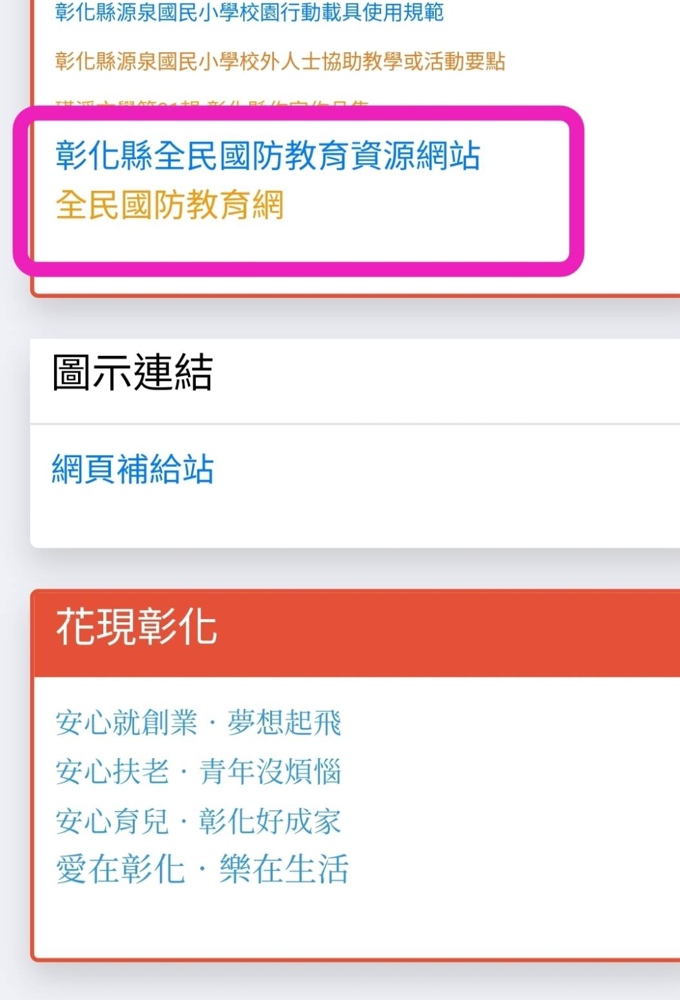 彰化縣源泉國民小學校園行動載具使用規範
彰化縣源泉國民小學校外人士協助教學或活動要點
彰化縣全民國防教育資源網站
全民國防教育網
圖示連結
網頁補給站
花現彰化
安心就創業・夢想起飛
安心扶老・青年沒煩惱
安心育兒・彰化好成家
愛在彰化・樂在生活